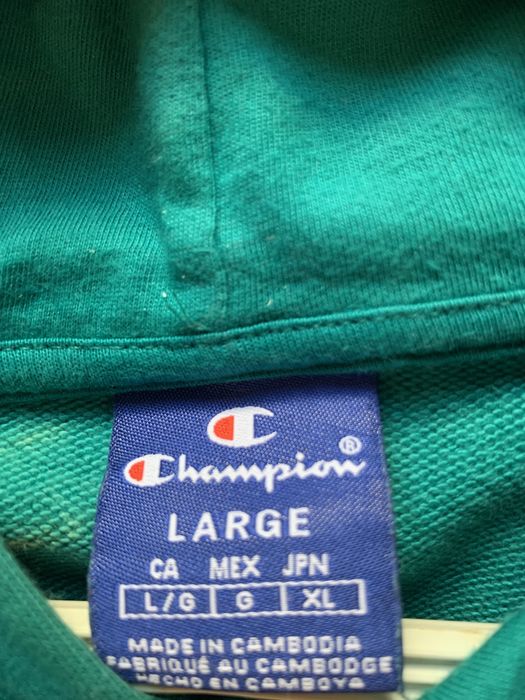 Champion®
LARGE
CA MEX JPN
L/G G XL
MADE IN CAMBODIA
FABRIQUÉ AU CAMBODGE
HECHO EN CAMBOYA